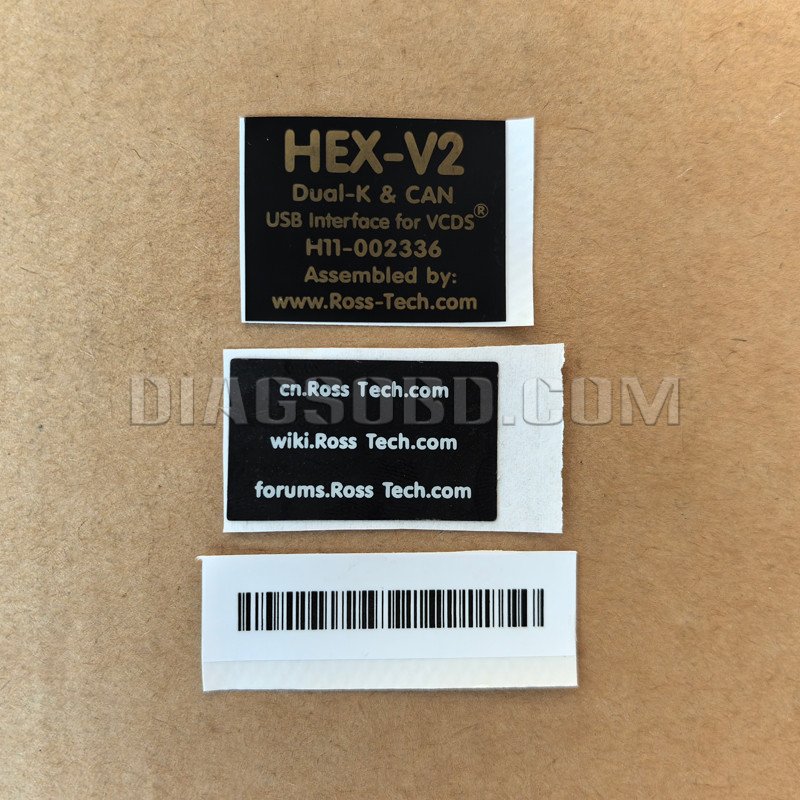 HEX-V2
Dual-K & CAN
USB Interface for VCDS®
H11-002336
Assembled by:
www.Ross-Tech.com
cn.Ross Tech.com
DIAGSOBD.COM
wiki.Ross Tech.com
forums.Ross Tech.com